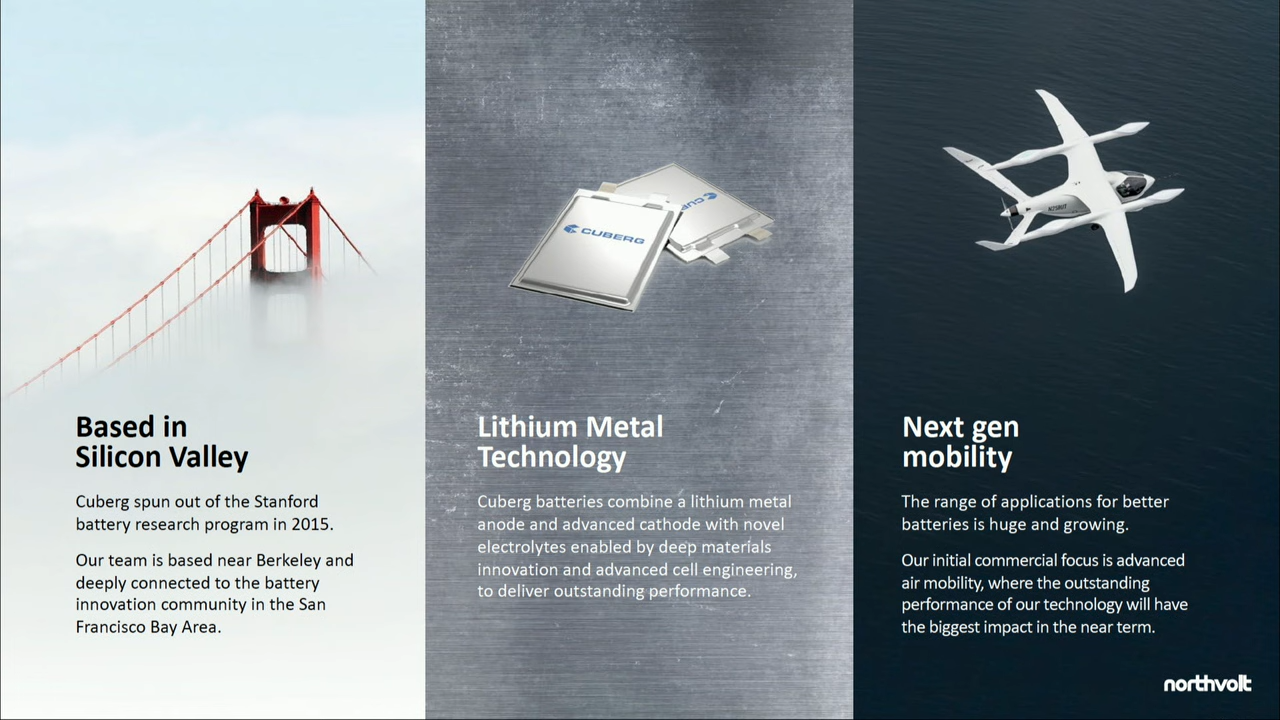 CUBERG
Based in
Silicon Valley
Cuberg spun out of the Stanford
battery research program in 2015.
Our team is based near Berkeley and
deeply connected to the battery
innovation community in the San
Francisco Bay Area.
Lithium Metal
Technology
Cuberg batteries combine a lithium metal
anode and advanced cathode with novel
electrolytes enabled by deep materials
innovation and advanced cell engineering,
to deliver outstanding performance.
Next gen
mobility
The range of applications for better
batteries is huge and growing.
Our initial commercial focus is advanced
air mobility, where the outstanding
performance of our technology will have
the biggest impact in the near term.
northvolt